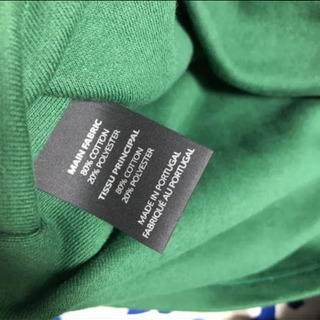 MAIN FABRIC
80% COTTON
20% POLYESTER
TISSU PRINCIPAL
80% COTTON
20% POLYESTER
MADE IN PORTUGAL
FABRIQUÉ AU PORTUGAL